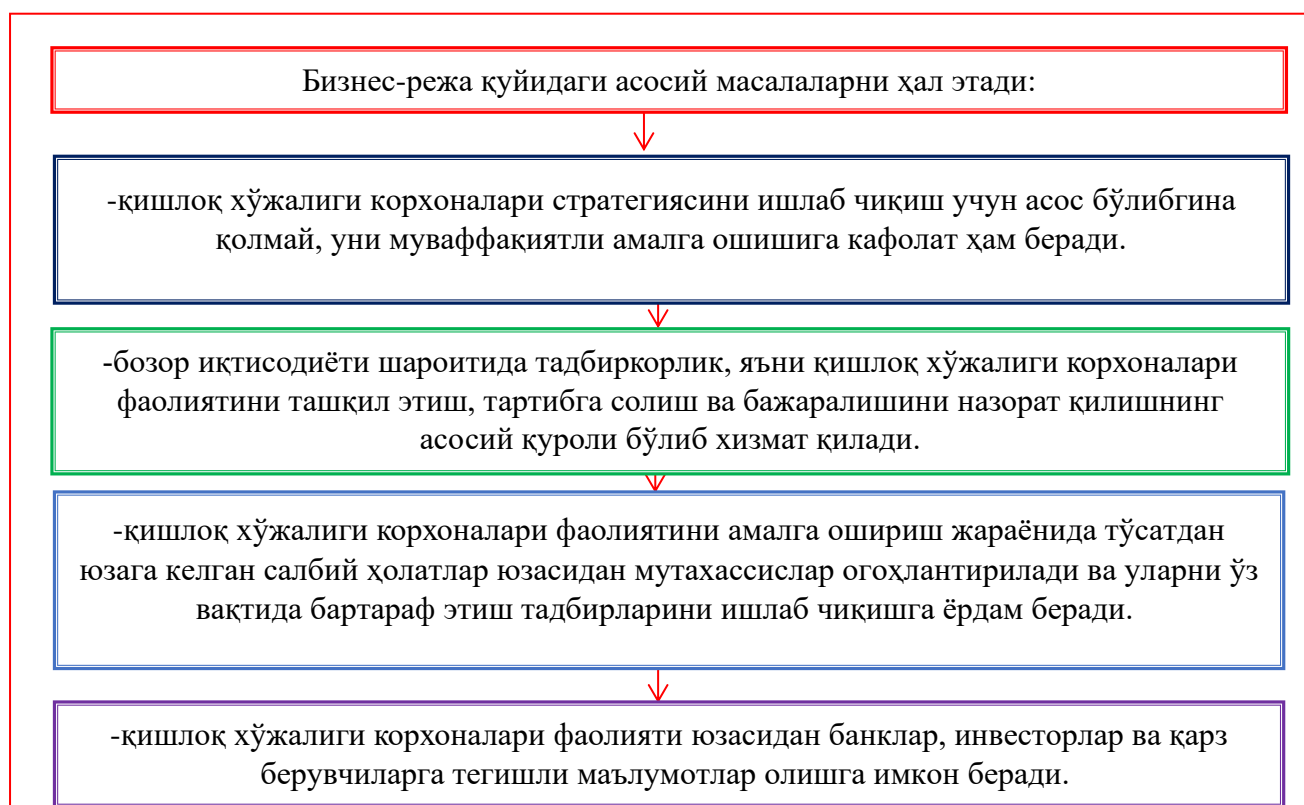 Бизнес-режа қуйидаги асосий масалаларни ҳал этади:
-қишлоқ хўжалиги корхоналари стратегиясини ишлаб чиқиш учун асос бўлибгина
қолмай, уни муваффақиятли амалга ошишига кафолат ҳам беради.
-бозор иқтисодиёти шароитида тадбиркорлик, яъни қишлоқ хўжалиги корхоналари
фаолиятини ташқил этиш, тартибга солиш ва бажаралишини назорат қилишнинг
асосий қуроли бўлиб хизмат қилади.
-қишлоқ хўжалиги корхоналари фаолиятини амалга ошириш жараёнида тўсатдан
юзага келган салбий ҳолатлар юзасидан мутахассислар огоҳлантирилади ва уларни ўз
вақтида бартараф этиш тадбирларини ишлаб чиқишга ёрдам беради.
-қишлоқ хўжалиги корхоналари фаолияти юзасидан банклар, инвесторлар ва қарз
берувчиларга тегишли маълумотлар олишга имкон беради.